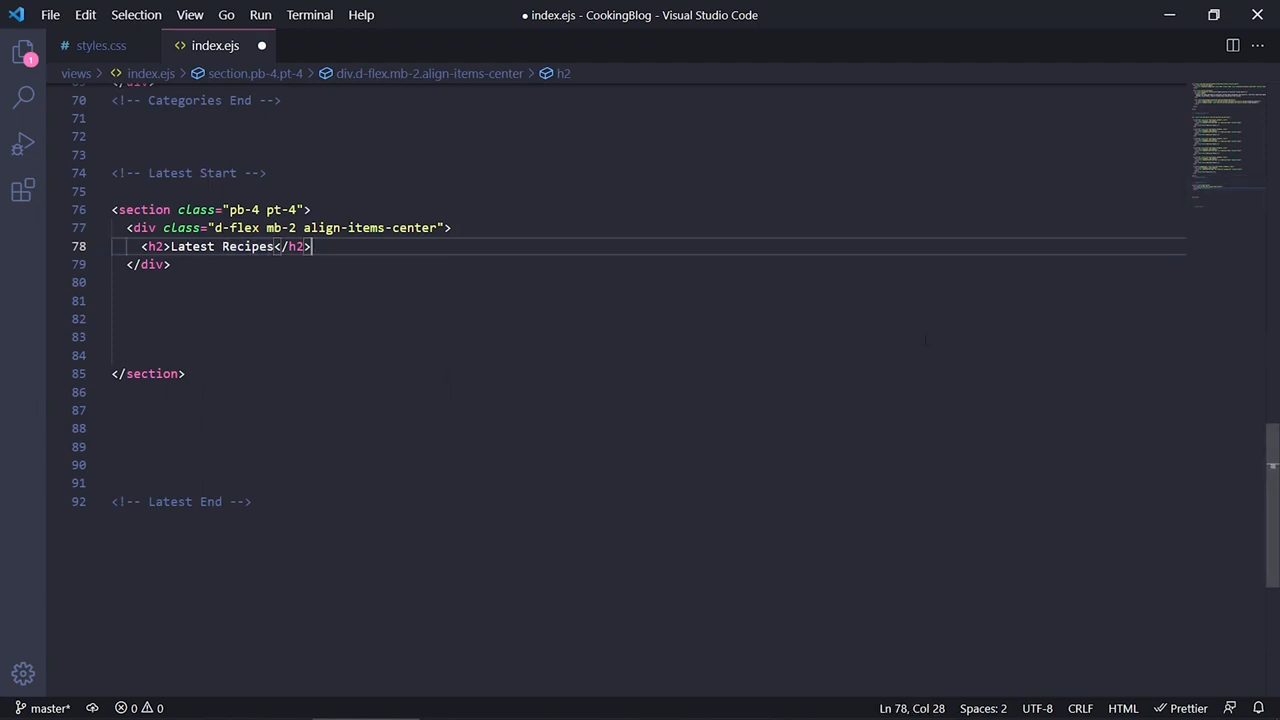 File Edit Selection View Go Run Terminal Help
● index.ejs - CookingBlog - Visual Studio Code
# styles.css
<> index.ejs ●
1
views > <> index.ejs > section.pb-4.pt-4 > div.d-flex.mb-2.align-items-center > h2
69 </div>
70 <!-- Categories End -->
71
72
73
74 <!-- Latest Start -->
75
76 <section class="pb-4 pt-4">
77 <div class="d-flex mb-2 align-items-center">
78 <h2>Latest Recipes</h2>
79 </div>
80
81
82
83
84
85 </section>
86
87
88
89
90
91
92 <!-- Latest End -->
master* 0 0 Ln 78, Col 28 Spaces: 2 UTF-8 CRLF HTML Prettier